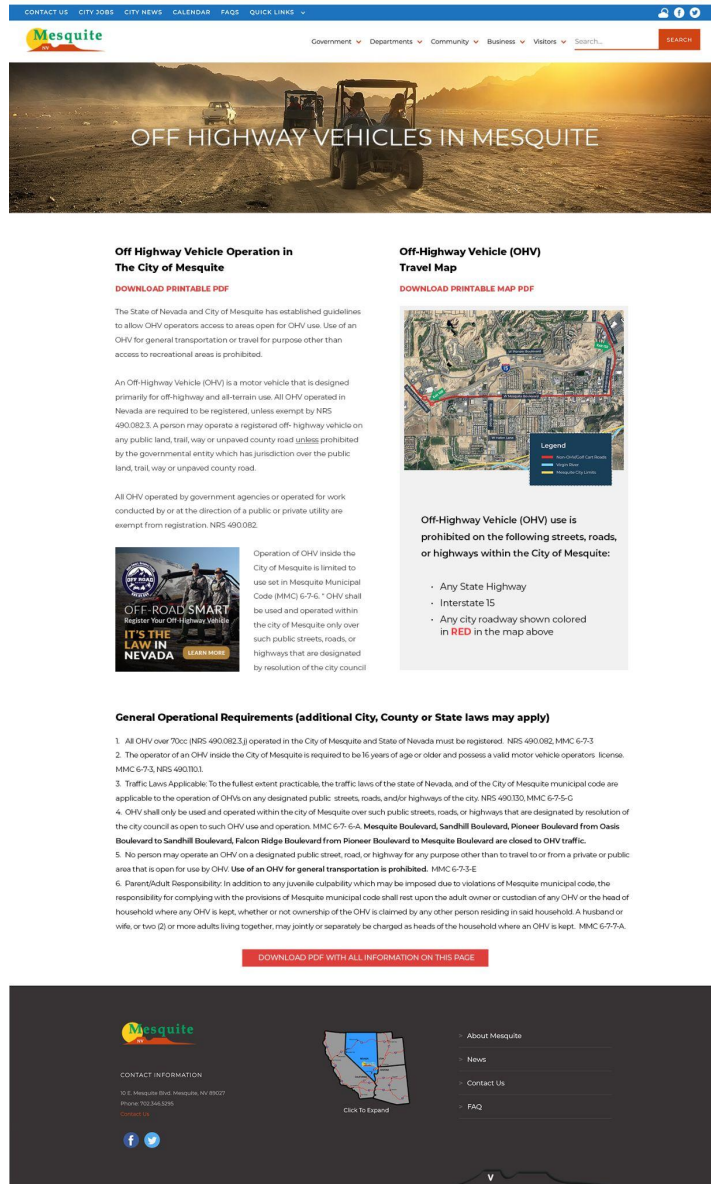 CONTACT US CITY JOBS CITY NEWS CALENDAR FAQS QUICK LINKS
Mesquite
NV
Government Departments Community Business Visitors Search... SEARCH
OFF HIGHWAY VEHICLES IN MESQUITE
Off Highway Vehicle Operation in
The City of Mesquite
DOWNLOAD PRINTABLE PDF
The State of Nevada and City of Mesquite has established guidelines
to allow OHV operators access to areas open for OHV use. Use of an
OHV for general transportation or travel for purpose other than
access to recreational areas is prohibited.
An Off-Highway Vehicle (OHV) is a motor vehicle that is designed
primarily for off-highway and all-terrain use. All OHV operated in
Nevada are required to be registered, unless exempt by NRS
490.082.3. A person may operate a registered off- highway vehicle on
any public land, trail, way or unpaved county road unless prohibited
by the governmental entity which has jurisdiction over the public
land, trail, way or unpaved county road.
All OHV operated by government agencies or operated for work
conducted by or at the direction of a public or private utility are
exempt from registration. NRS 490.082.
OFF ROAD
OFF-ROAD SMART
Register Your Off-Highway Vehicle
IT'S THE
LAW IN
NEVADA
LEARN MORE
Operation of OHV inside the
City of Mesquite is limited to
use set in Mesquite Municipal
Code (MMC) 6-7-6. " OHV shall
be used and operated within
the city of Mesquite only over
such public streets, roads, or
highways that are designated
by resolution of the city council
Off-Highway Vehicle (OHV)
Travel Map
DOWNLOAD PRINTABLE MAP PDF
15
W Mesquite Boulevard
Legend
Non-OHV/Golf Cart Roads
Virgin River
Mesquite City Limits
Off-Highway Vehicle (OHV) use is
prohibited on the following streets, roads,
or highways within the City of Mesquite:
• Any State Highway
• Interstate 15
• Any city roadway shown colored
in RED in the map above
General Operational Requirements (additional City, County or State laws may apply)
1. All OHV over 70cc (NRS 490.082.3.j) operated in the City of Mesquite and State of Nevada must be registered. NRS 490.082, MMC 6-7-3
2. The operator of an OHV inside the City of Mesquite is required to be 16 years of age or older and possess a valid motor vehicle operators license.
MMC 6-7-3, NRS 490.110.1.
3. Traffic Laws Applicable: To the fullest extent practicable, the traffic laws of the state of Nevada, and of the City of Mesquite municipal code are
applicable to the operation of OHVs on any designated public streets, roads, and/or highways of the city. NRS 490.130, MMC 6-7-5-G
4. OHV shall only be used and operated within the city of Mesquite over such public streets, roads, or highways that are designated by resolution of
the city council as open to such OHV use and operation. MMC 6-7- 6-A. Mesquite Boulevard, Sandhill Boulevard, Pioneer Boulevard from Oasis
Boulevard to Sandhill Boulevard, Falcon Ridge Boulevard from Pioneer Boulevard to Mesquite Boulevard are closed to OHV traffic.
5. No person may operate an OHV on a designated public street, road, or highway for any purpose other than to travel to or from a private or public
area that is open for use by OHV. Use of an OHV for general transportation is prohibited. MMC 6-7-3-E
6. Parent/Adult Responsibility: In addition to any juvenile culpability which may be imposed due to violations of Mesquite municipal code, the
responsibility for complying with the provisions of Mesquite municipal code shall rest upon the adult owner or custodian of any OHV or the head of
household where any OHV is kept, whether or not ownership of the OHV is claimed by any other person residing in said household. A husband or
wife, or two (2) or more adults living together, may jointly or separately be charged as heads of the household where an OHV is kept. MMC 6-7-7-A.
DOWNLOAD PDF WITH ALL INFORMATION ON THIS PAGE
Mesquite
NV
CONTACT INFORMATION
10 E. Mesquite Blvd. Mesquite, NV 89027
Phone: 702.346.5295
Contact Us
Click To Expand
> About Mesquite
> News
> Contact Us
> FAQ
V